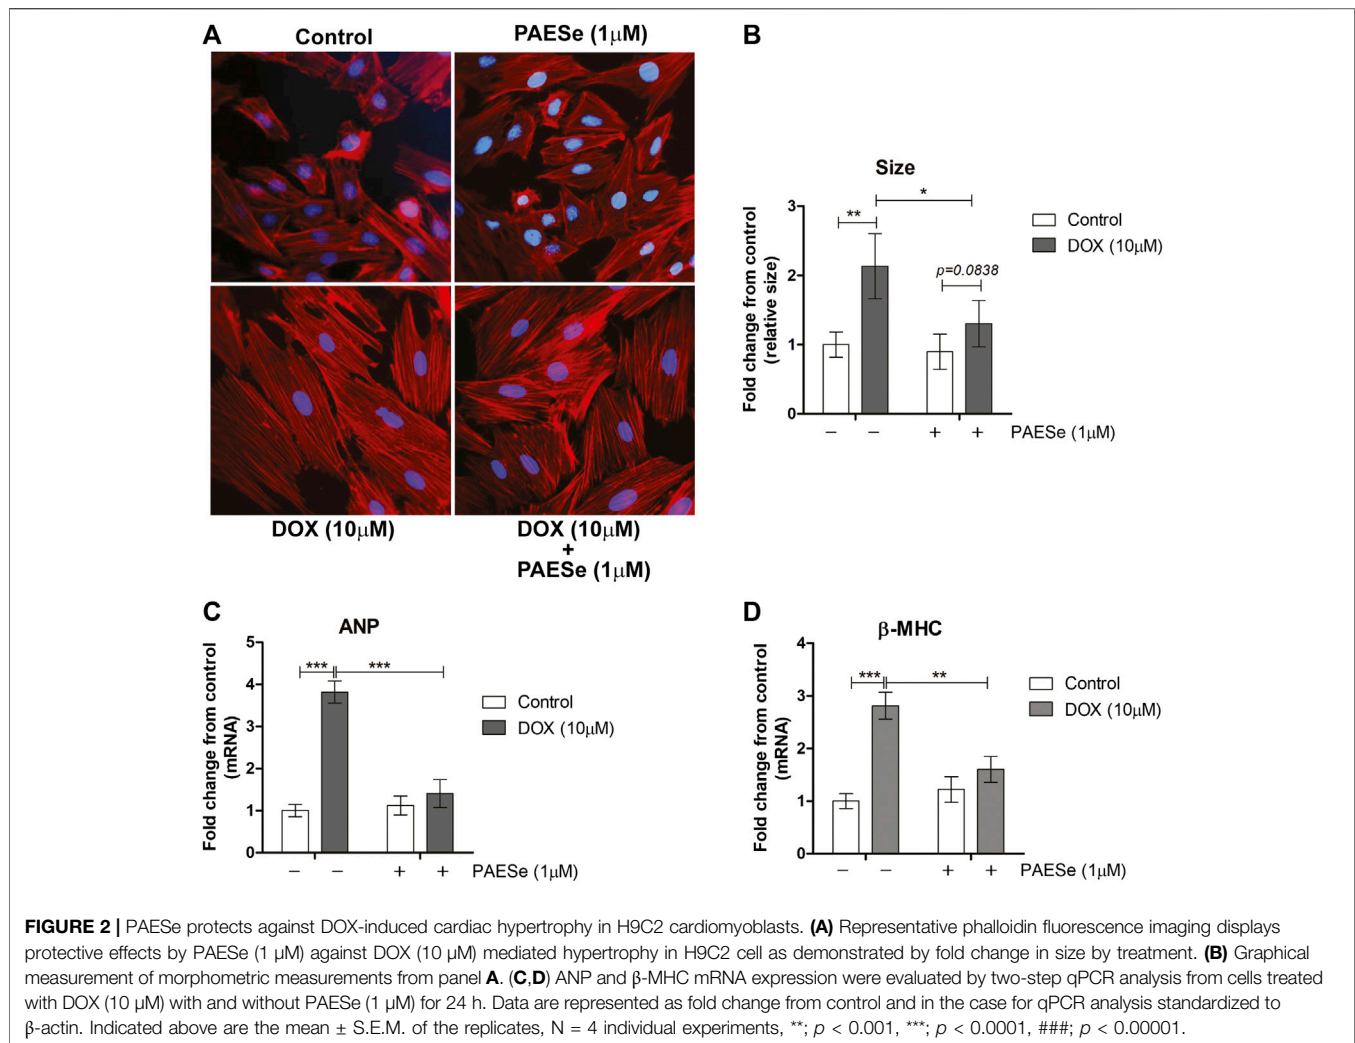 A
Control
PAESe (1μM)
DOX (10μM)
DOX (10μM)
+
PAESe (1μM)
B
Size
Fold change from control
(relative size)
3
2
1
0
**
*
p=0.0838
Control
DOX (10μM)
− − + + PAESe (1μM)
C
ANP
Fold change from control
(mRNA)
5
4
3
2
1
0
*** ***
Control
DOX (10μM)
− − + + PAESe (1μM)
D
β-MHC
Fold change from control
(mRNA)
4
3
2
1
0
*** **
Control
DOX (10μM)
− − + + PAESe (1μM)
FIGURE 2 | PAESe protects against DOX-induced cardiac hypertrophy in H9C2 cardiomyoblasts. (A) Representative phalloidin fluorescence imaging displays
protective effects by PAESe (1 μM) against DOX (10 μM) mediated hypertrophy in H9C2 cell as demonstrated by fold change in size by treatment. (B) Graphical
measurement of morphometric measurements from panel A. (C,D) ANP and β-MHC mRNA expression were evaluated by two-step qPCR analysis from cells treated
with DOX (10 μM) with and without PAESe (1 μM) for 24 h. Data are represented as fold change from control and in the case for qPCR analysis standardized to
β-actin. Indicated above are the mean ± S.E.M. of the replicates, N = 4 individual experiments, **; p < 0.001, ***; p < 0.0001, ###; p < 0.00001.